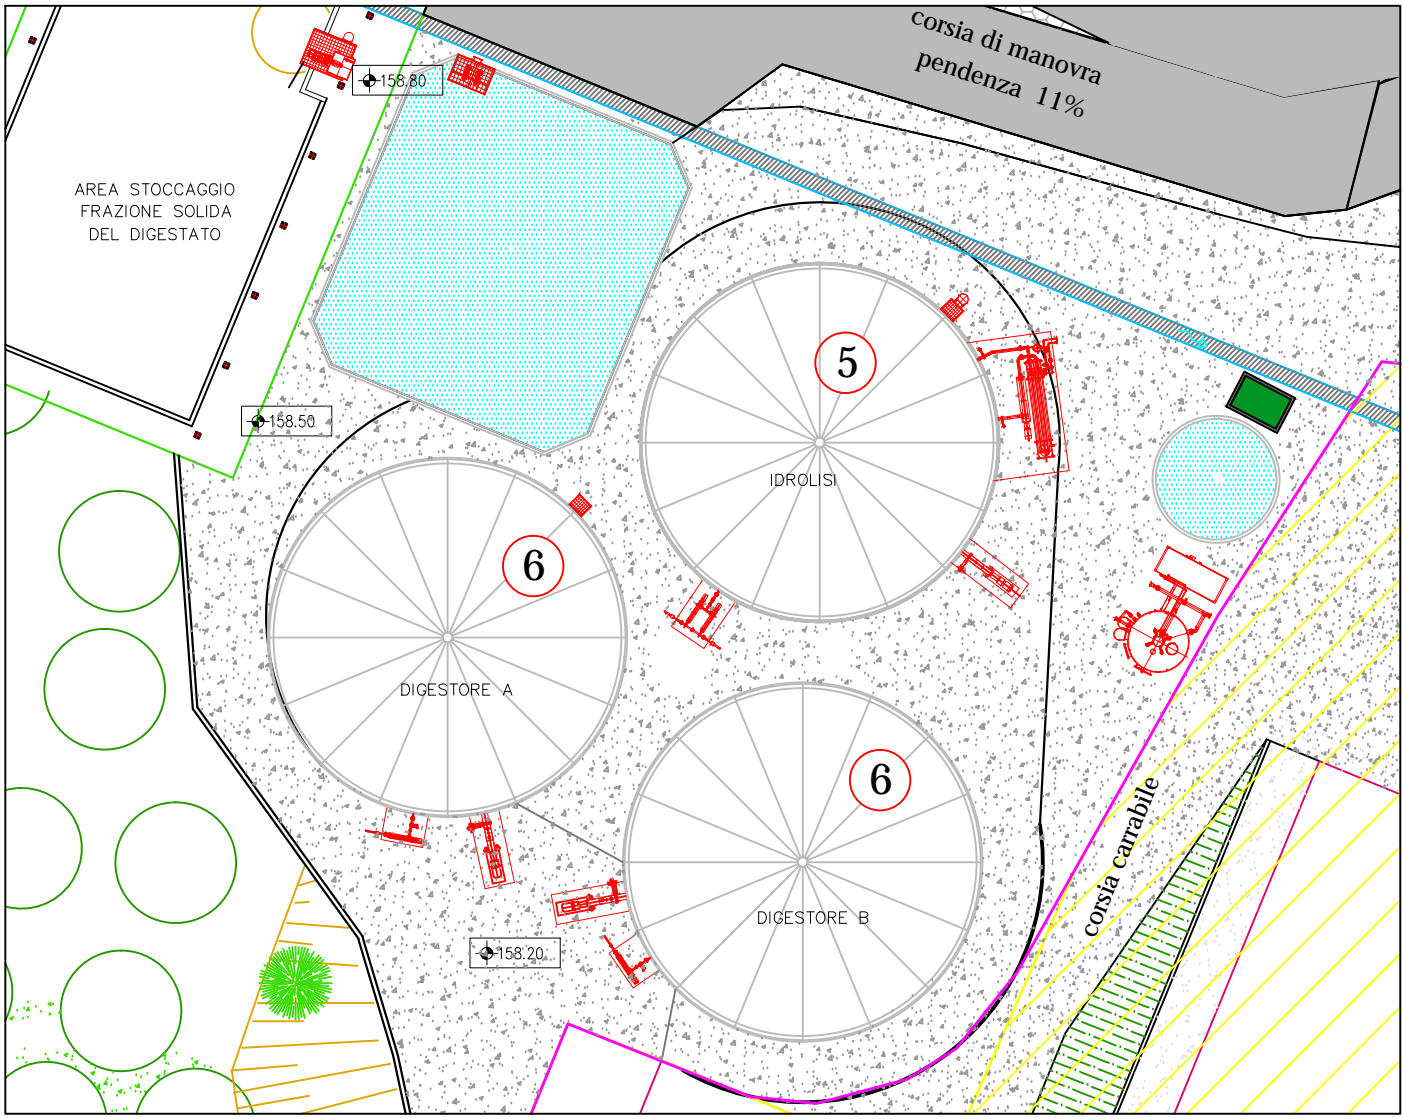 corsia di manovra
pendenza 11%
158.80
AREA STOCCAGGIO
FRAZIONE SOLIDA
DEL DIGESTATO
5
158.50
IDROLISI
6
DIGESTORE A
6
corsia carrabile
DIGESTORE B
158.20